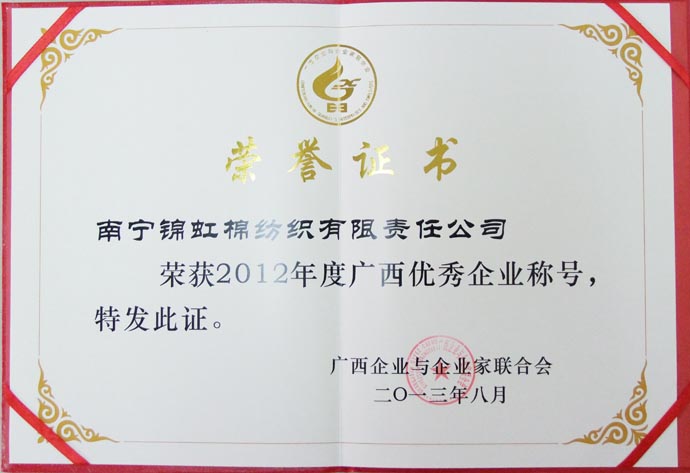 荣誉证书
南宁锦虹棉纺织有限责任公司
荣获2012年度广西优秀企业称号，
特发此证。
广西企业与企业家联合会
二〇一三年八月